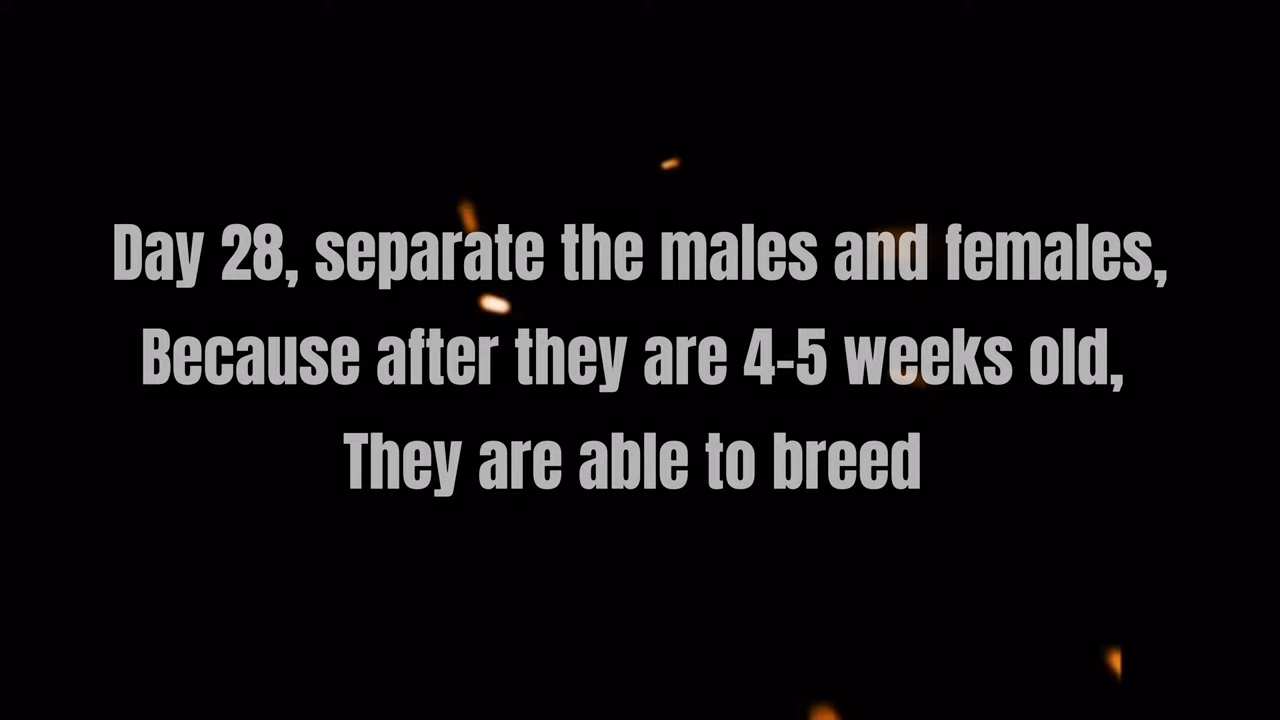 Day 28, separate the males and females,
Because after they are 4-5 weeks old,
They are able to breed